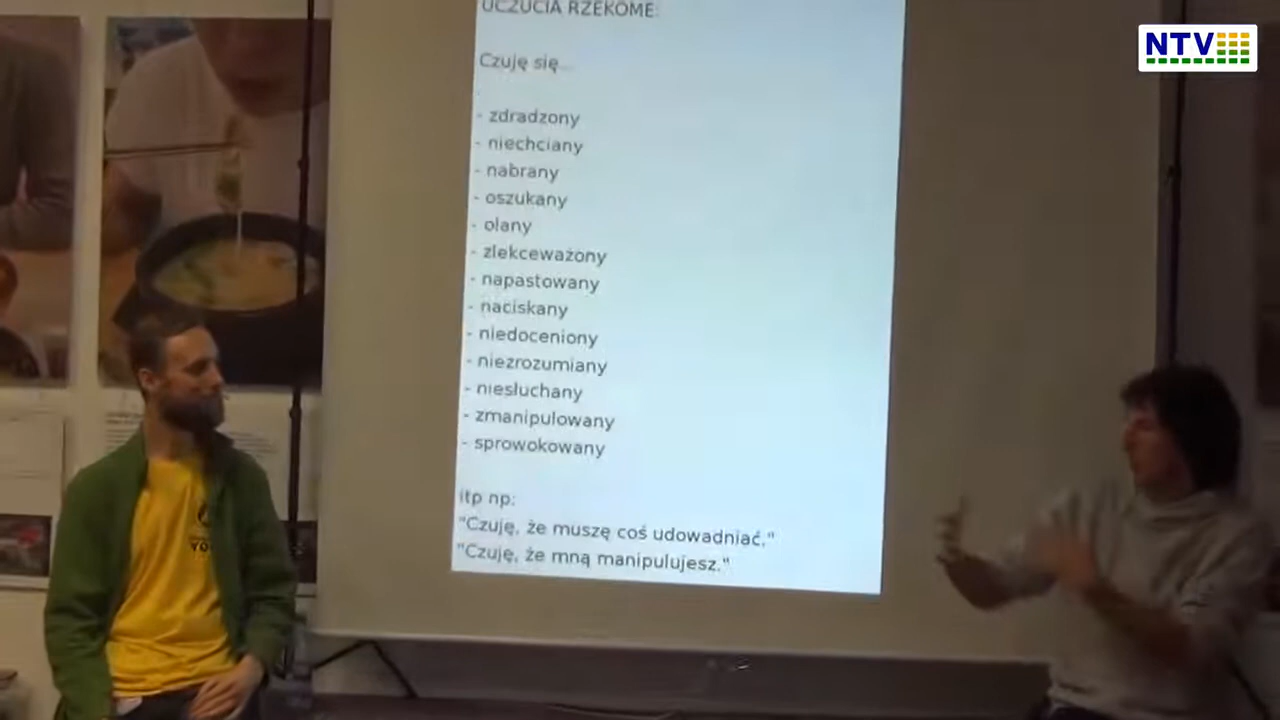 NTV
UCZUCIA RZEKOME:
Czuję się...
- zdradzony
- niechciany
- nabrany
- oszukany
- olany
- zlekceważony
- napastowany
- naciskany
- niedoceniony
- niezrozumiany
- niesłuchany
- zmanipulowany
- sprowokowany
itp np:
"Czuję, że muszę coś udowadniać."
"Czuję, że mną manipulujesz."